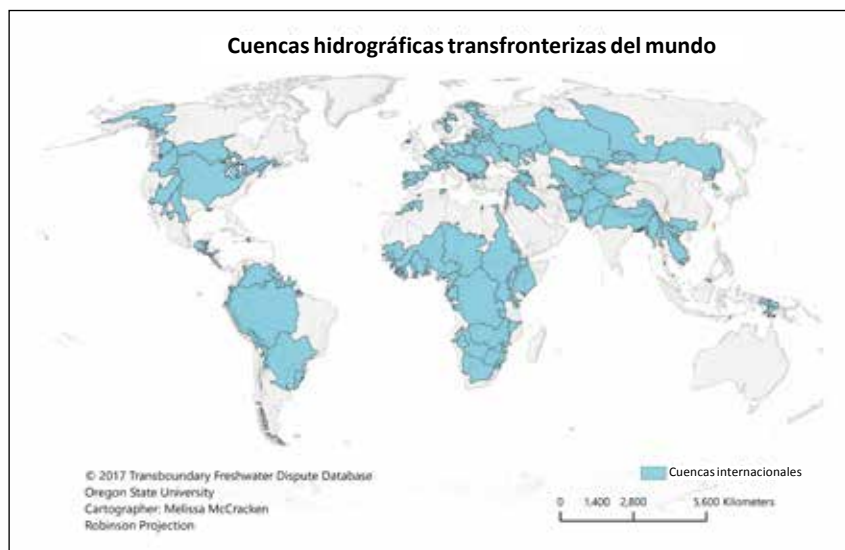 Cuencas hidrográficas transfronterizas del mundo
© 2017 Transboundary Freshwater Dispute Database
Oregon State University
Cartographer: Melissa McCracken
Robinson Projection
Cuencas internacionales
0 1,400 2,800 5,600 Kilometers